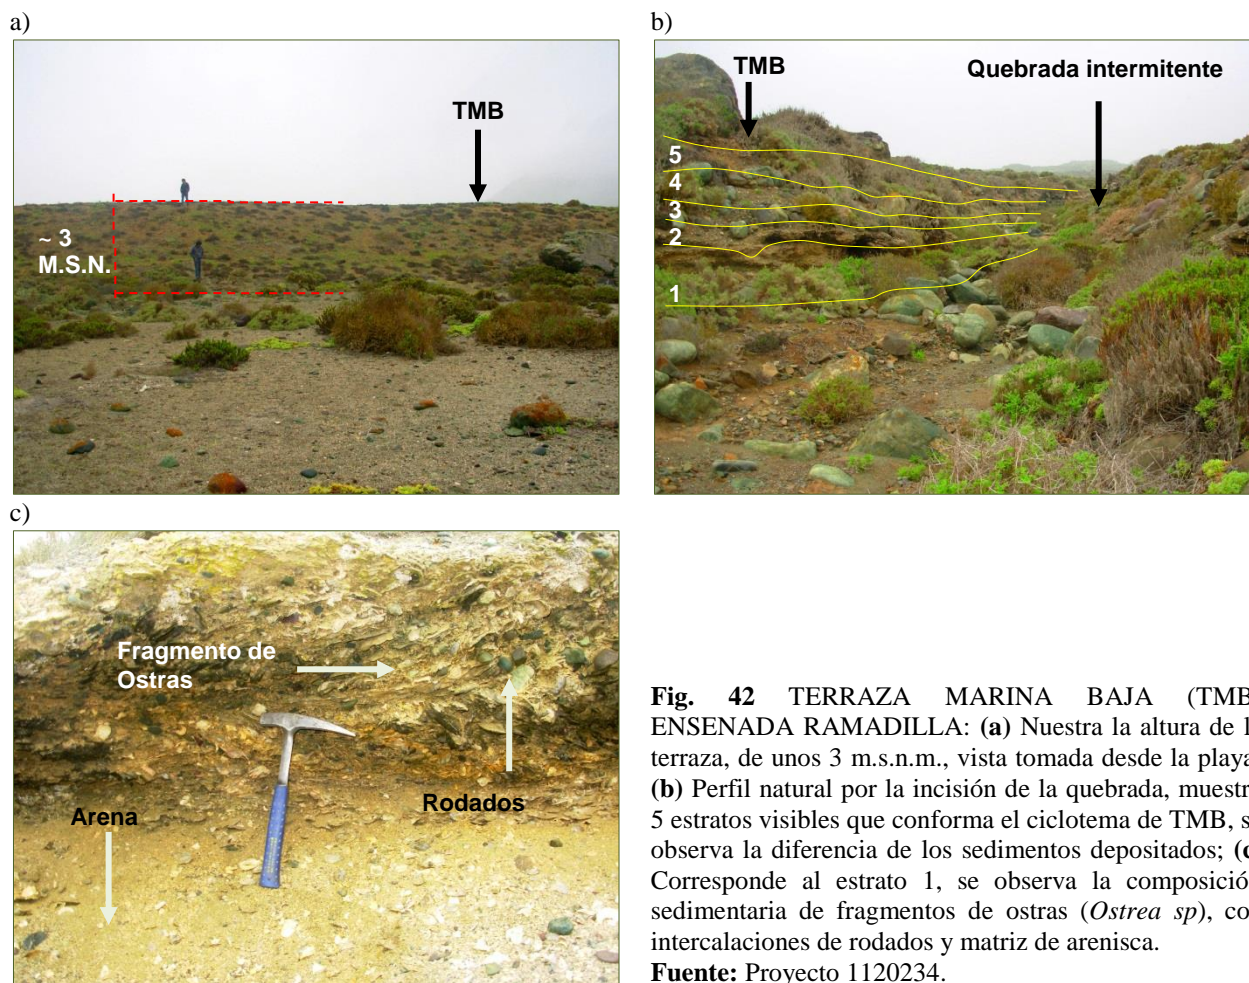 a)
b)
TMB
~ 3
M.S.N.
TMB
Quebrada intermitente
5
4
3
2
1
c)
Fragmento de
Ostras
Arena
Rodados
Fig. 42 TERRAZA MARINA BAJA (TMB
ENSENADA RAMADILLA: (a) Nuestra la altura de l
terraza, de unos 3 m.s.n.m., vista tomada desde la playa
(b) Perfil natural por la incisión de la quebrada, muestr
5 estratos visibles que conforma el ciclotema de TMB, s
observa la diferencia de los sedimentos depositados; (c
Corresponde al estrato 1, se observa la composició
sedimentaria de fragmentos de ostras (Ostrea sp), co
intercalaciones de rodados y matriz de arenisca.
Fuente: Proyecto 1120234.